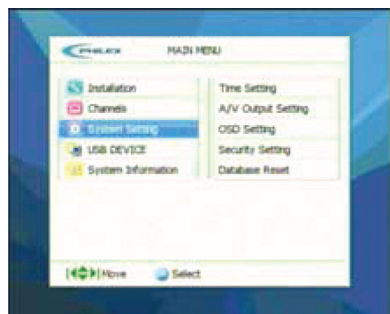 PHILEX MAIN MENU
Installation
Channels
System Setting
USB DEVICE
System Information
Time Setting
A/V Output Setting
OSD Setting
Security Setting
Database Reset
Move Select